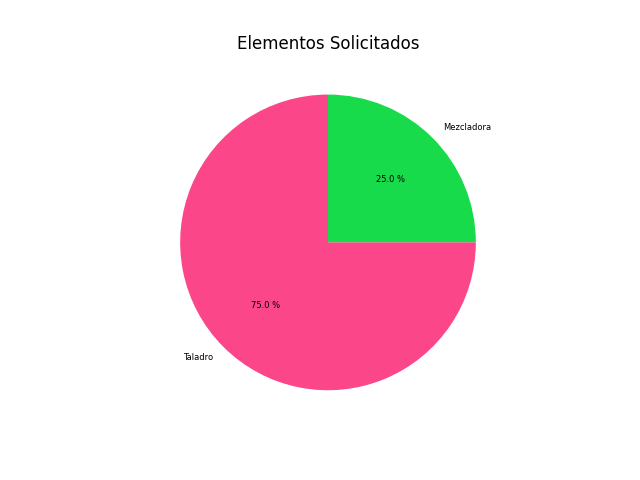 Elementos Solicitados
Mezcladora
25.0 %
75.0 %
Taladro